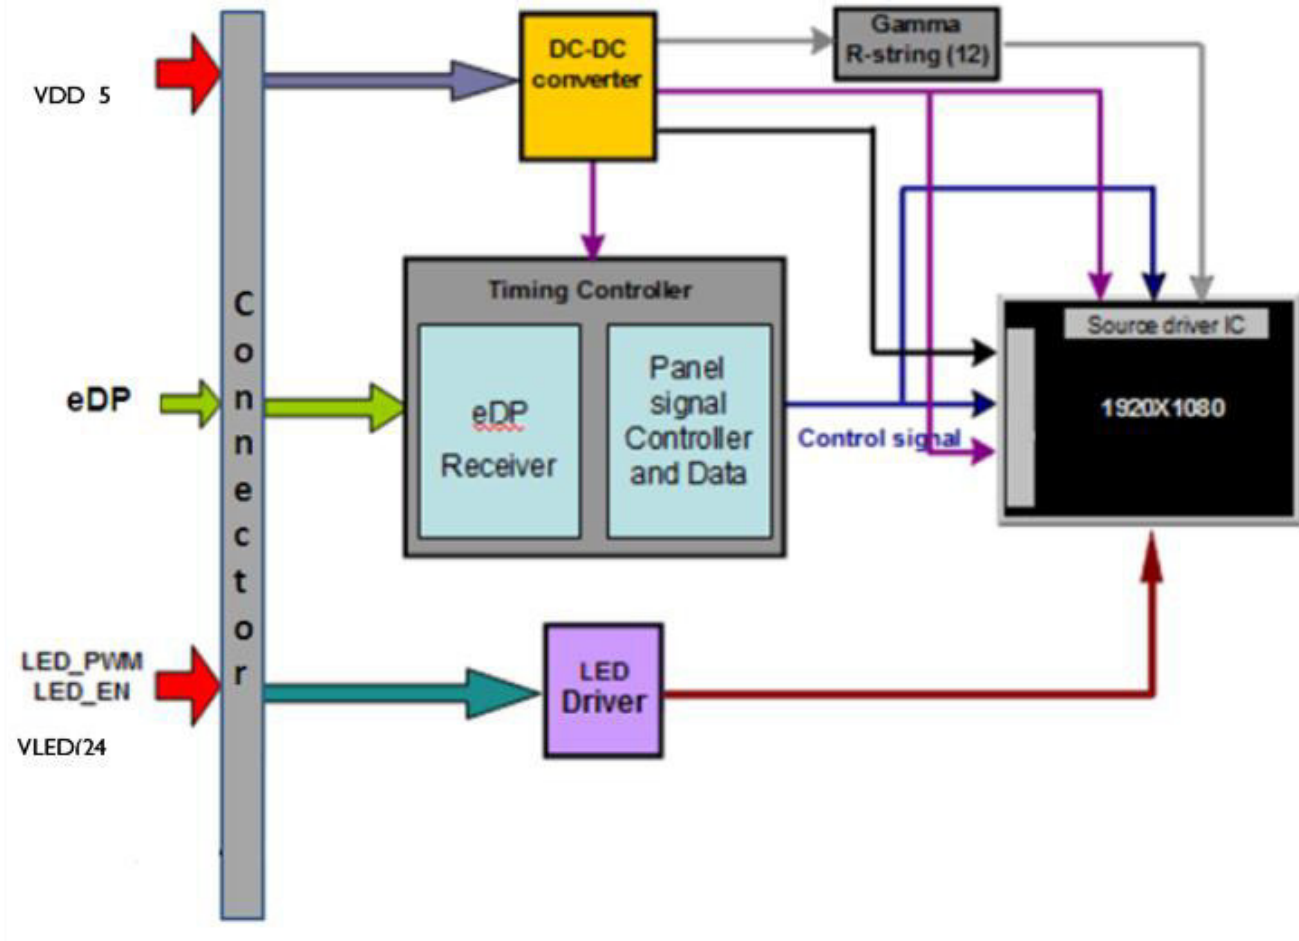 VDD 5
DC-DC
converter
Gamma
R-string (12)
Connector
Timing Controller
eDP
Receiver
Panel
signal
Controller
and Data
Source driver IC
1920X1080
Control signal
eDP
LED_PWM
LED_EN
VLED(24
LED
Driver